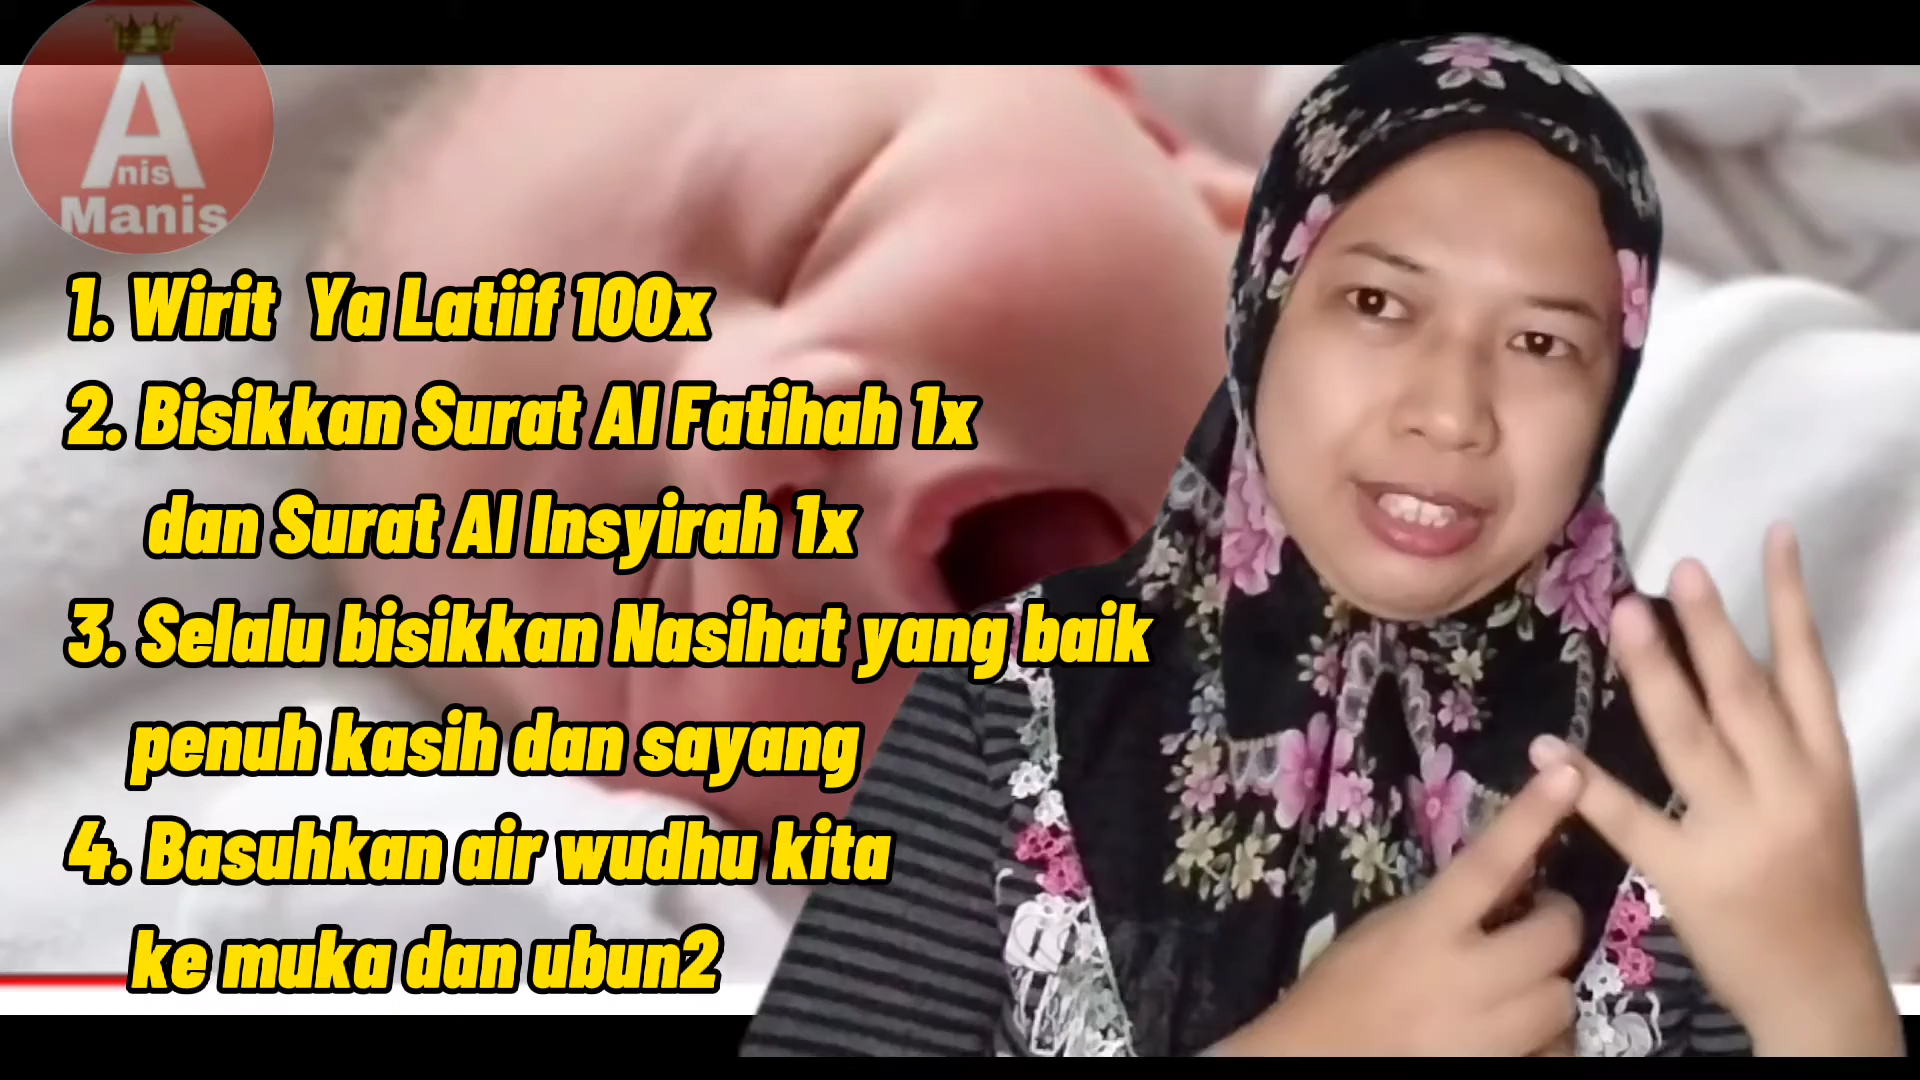 Anis
Manis
1. Wirit Ya Latiif 100x
2. Bisikkan Surat Al Fatihah 1x
dan Surat Al Insyirah 1x
3. Selalu bisikkan Nasihat yang baik
penuh kasih dan sayang
4. Basuhkan air wudhu kita
ke muka dan ubun2